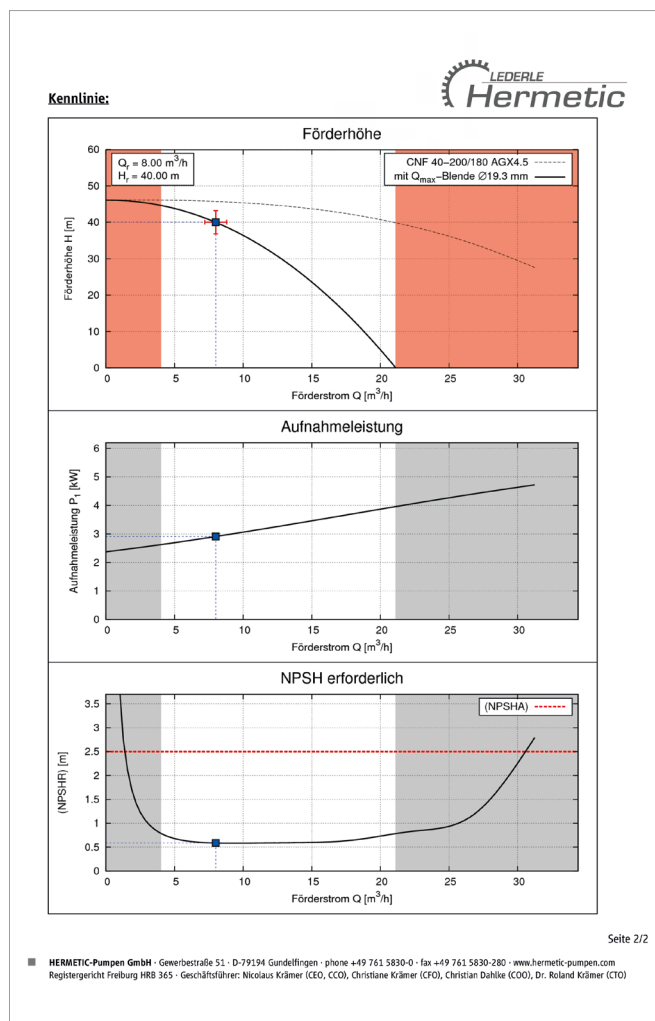 LEDERLE
Hermetic
Kennlinie:
Förderhöhe
Q_r = 8.00 m³/h
H_r = 40.00 m
CNF 40-200/180 AGX4.5
mit Q_max-Blende Ø19.3 mm
Förderhöhe H [m]
60
50
40
30
20
10
0
0 5 10 15 20 25 30
Förderstrom Q [m³/h]
Aufnahmeleistung
Aufnahmeleistung P₁ [kW]
6
5
4
3
2
1
0
0 5 10 15 20 25 30
Förderstrom Q [m³/h]
NPSH erforderlich
(NPSHA)
(NPSHR) [m]
3.5
3
2.5
2
1.5
1
0.5
0
0 5 10 15 20 25 30
Förderstrom Q [m³/h]
Seite 2/2
HERMETIC-Pumpen GmbH · Gewerbestraße 51 · D-79194 Gundelfingen · phone +49 761 5830-0 · fax +49 761 5830-280 · www.hermetic-pumpen.com
Registergericht Freiburg HRB 365 · Geschäftsführer: Nicolaus Krämer (CEO, CCO), Christiane Krämer (CFO), Christian Dahlke (COO), Dr. Roland Krämer (CTO)